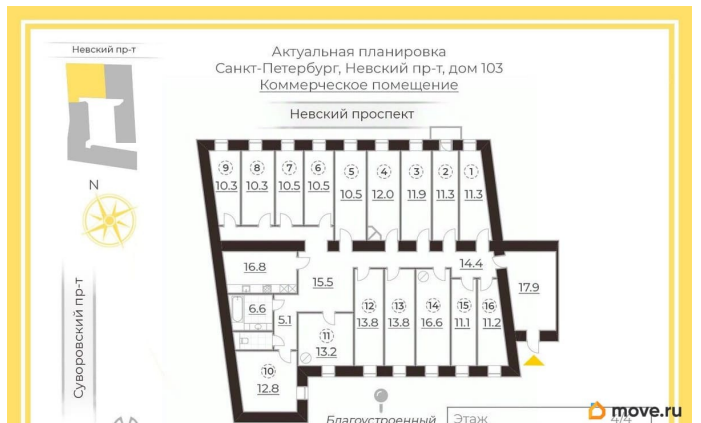 Невский пр-т
Актуальная планировка
Санкт-Петербург, Невский пр-т, дом 103
Коммерческое помещение
Невский проспект
N
Суворовский пр-т
9 8 7 6 5 4 3 2 1
10.3 10.3 10.5 10.5 10.5 12.0 11.9 11.3 11.3
16.8 15.5 14.4 17.9
6.6 5.1
12 13 14 15 16
13.8 13.8 16.6 11.1 11.2
11
13.2
10
12.8
Благоустроенный
Этаж 4/4
move.ru